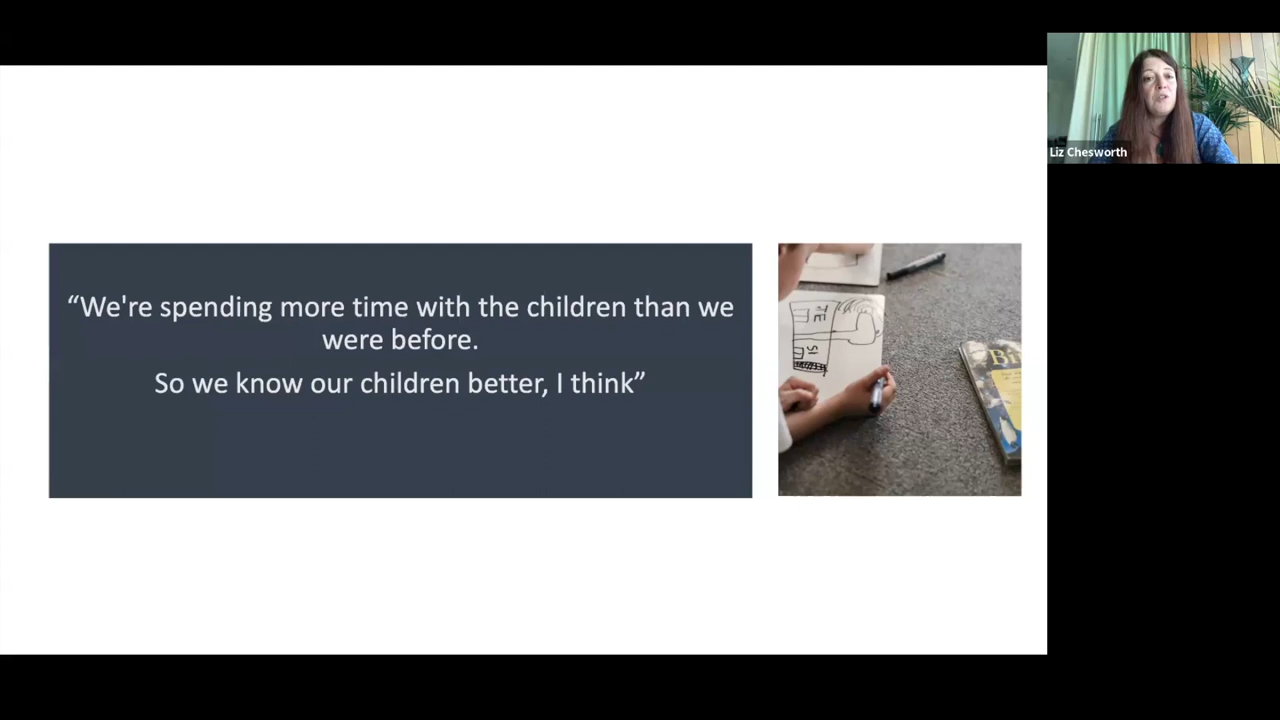 “We're spending more time with the children than we
were before.
So we know our children better, I think”
Liz Chesworth